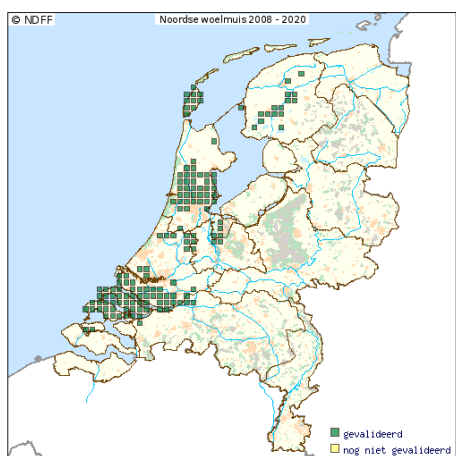 © NDFF
Noordse woelmuis 2008 - 2020
gevalideerd
nog niet gevalideerd